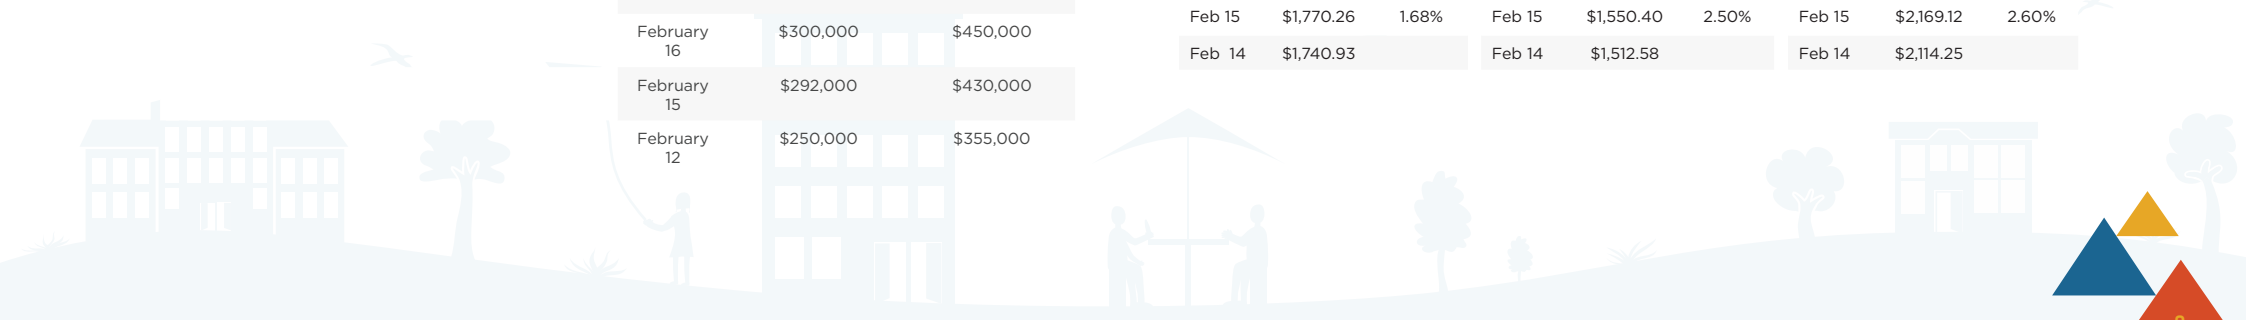 February $300,000 $450,000
16
February $292,000 $430,000
15
February $250,000 $355,000
12
Feb 15 $1,770.26 1.68% Feb 15 $1,550.40 2.50% Feb 15 $2,169.12 2.60%
Feb 14 $1,740.93 Feb 14 $1,512.58 Feb 14 $2,114.25